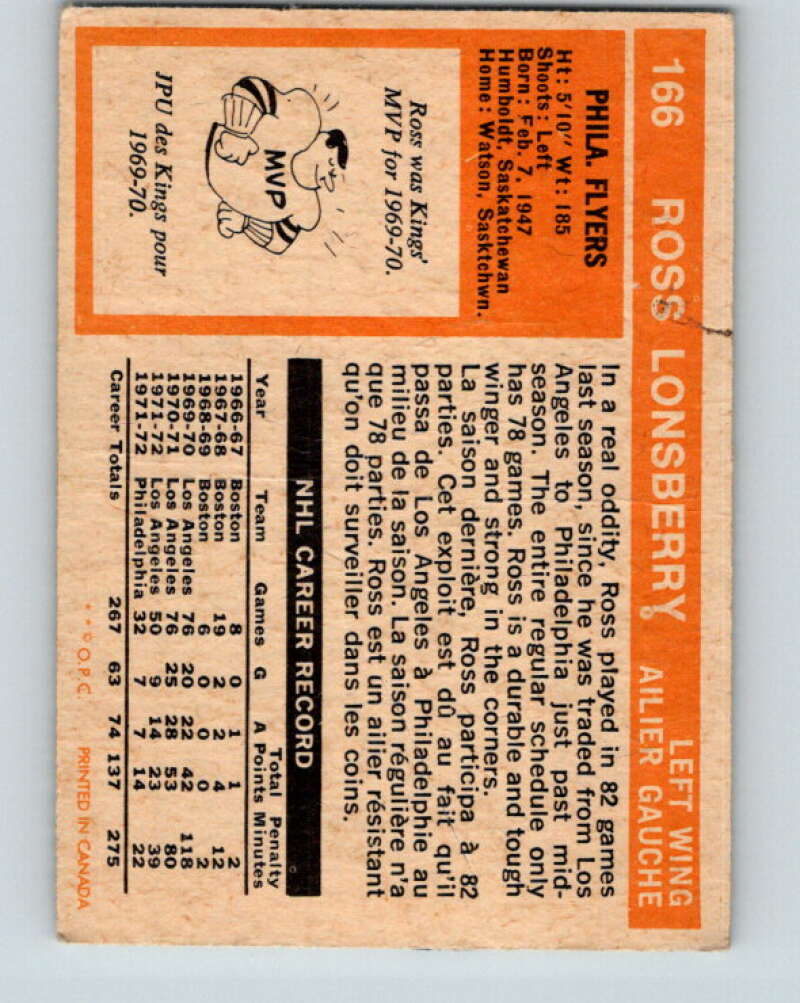 166 ROSS LONSBERRY
LEFT WING
AILIER GAUCHE
PHILA. FLYERS
Ht: 5'10" Wt: 185
Shoots: Left
Born: Feb. 7, 1947
Humboldt, Saskatchewan
Home: Watson, Sasktchwn.
Ross was Kings'
MVP for 1969-70.
MVP
JPU des Kings pour
1969-70.
In a real oddity, Ross played in 82 games
last season, since he was traded from Los
Angeles to Philadelphia just past mid-
season. The entire regular schedule only
has 78 games. Ross is a durable and tough
winger and strong in the corners.
La saison dernière, Ross participa à 82
parties. Cet exploit est dû au fait qu'il
passa de Los Angeles à Philadelphie au
milieu de la saison. La saison régulière n'a
que 78 parties. Ross est un ailier résistant
qu'on doit surveiller dans les coins.
NHL CAREER RECORD
Total Penalty
Year Team Games G A Points Minutes
1966-67 Boston 8 0 1 1 2
1967-68 Boston 19 2 2 4 12
1968-69 Boston 6 0 0 0 2
1969-70 Los Angeles 76 20 22 42 118
1970-71 Los Angeles 76 25 28 53 80
1971-72 Los Angeles 50 9 14 23 39
1971-72 Philadelphia 32 7 7 14 22
Career Totals 267 63 74 137 275
* * © O.P.C. PRINTED IN CANADA